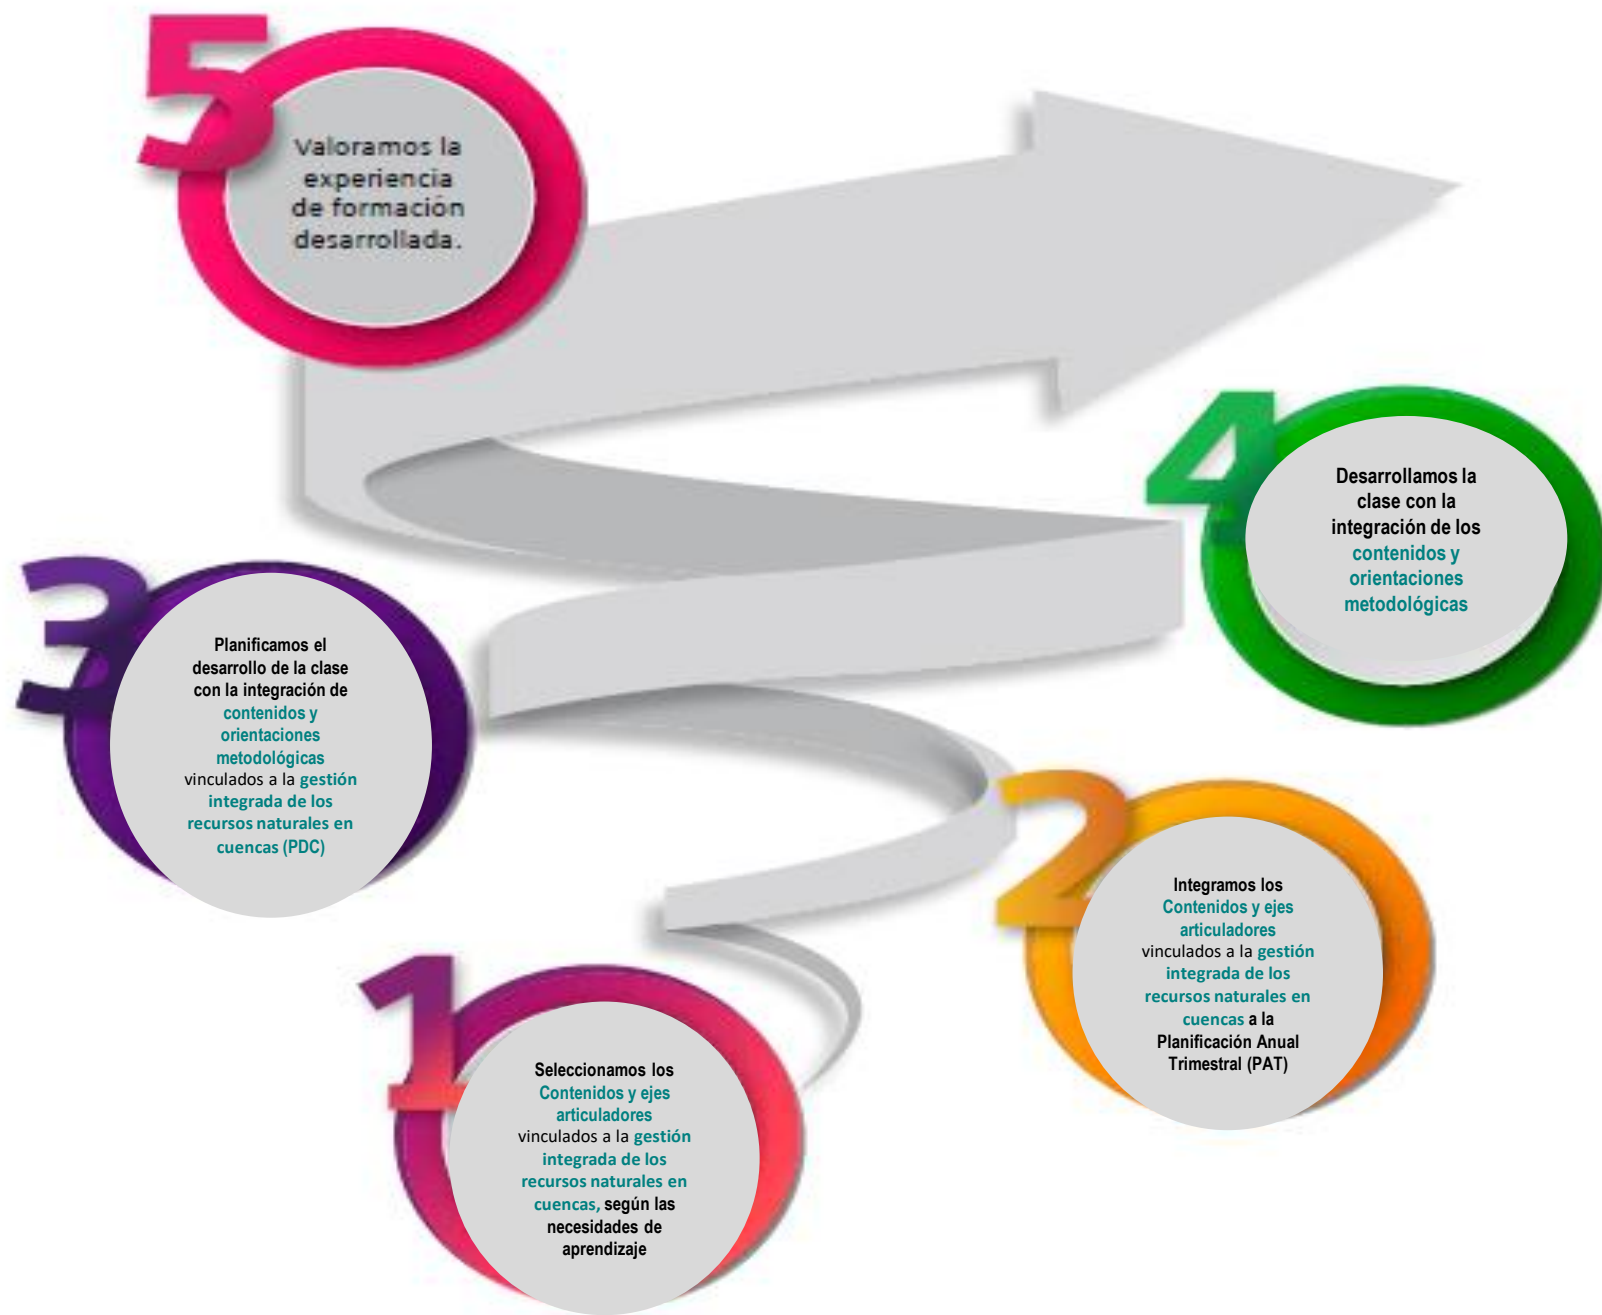 5
Valoramos la
experiencia
de formación
desarrollada.
4
Desarrollamos la
clase con la
integración de los
contenidos y
orientaciones
metodológicas
3
Planificamos el
desarrollo de la clase
con la integración de
contenidos y
orientaciones
metodológicas
vinculados a la gestión
integrada de los
recursos naturales en
cuencas (PDC)
2
Integramos los
Contenidos y ejes
articuladores
vinculados a la gestión
integrada de los
recursos naturales en
cuencas a la
Planificación Anual
Trimestral (PAT)
1
Seleccionamos los
Contenidos y ejes
articuladores
vinculados a la gestión
integrada de los
recursos naturales en
cuencas, según las
necesidades de
aprendizaje